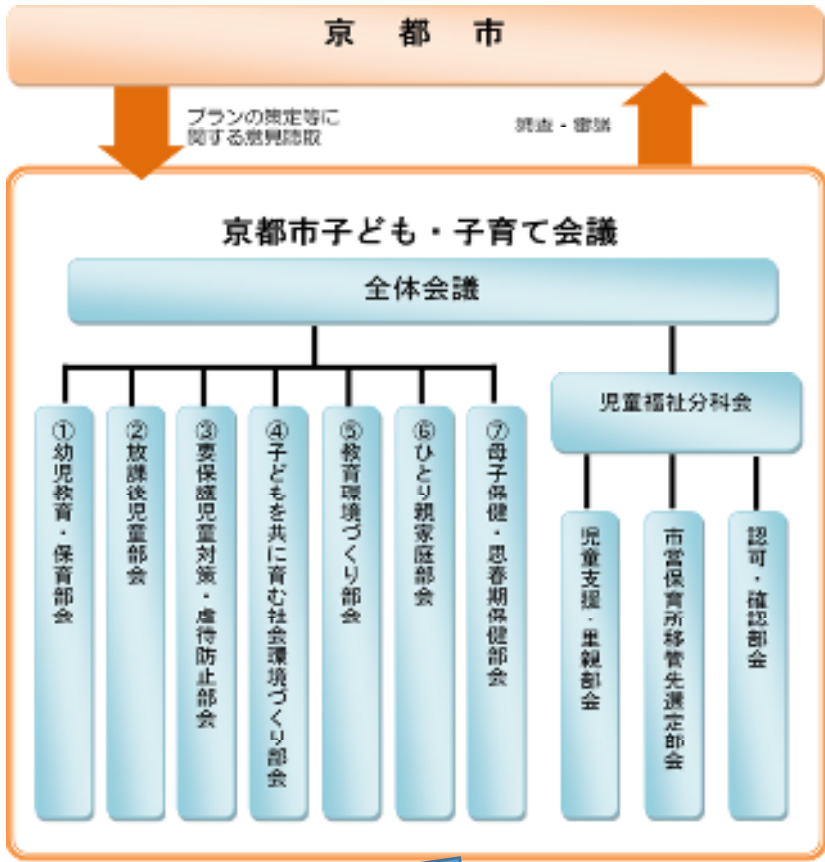 京 都 市
プランの策定等に
関する意見聴取
調査・審議
京都市子ども・子育て会議
全体会議
①幼児教育・保育部会
②放課後児童部会
③要保護児童対策・虐待防止部会
④子どもを共に育む社会環境づくり部会
⑤教育環境づくり部会
⑥ひとり親家庭部会
⑦母子保健・思春期保健部会
児童福祉分科会
児童支援・里親部会
市営保育所移管先選定部会
認可・確認部会